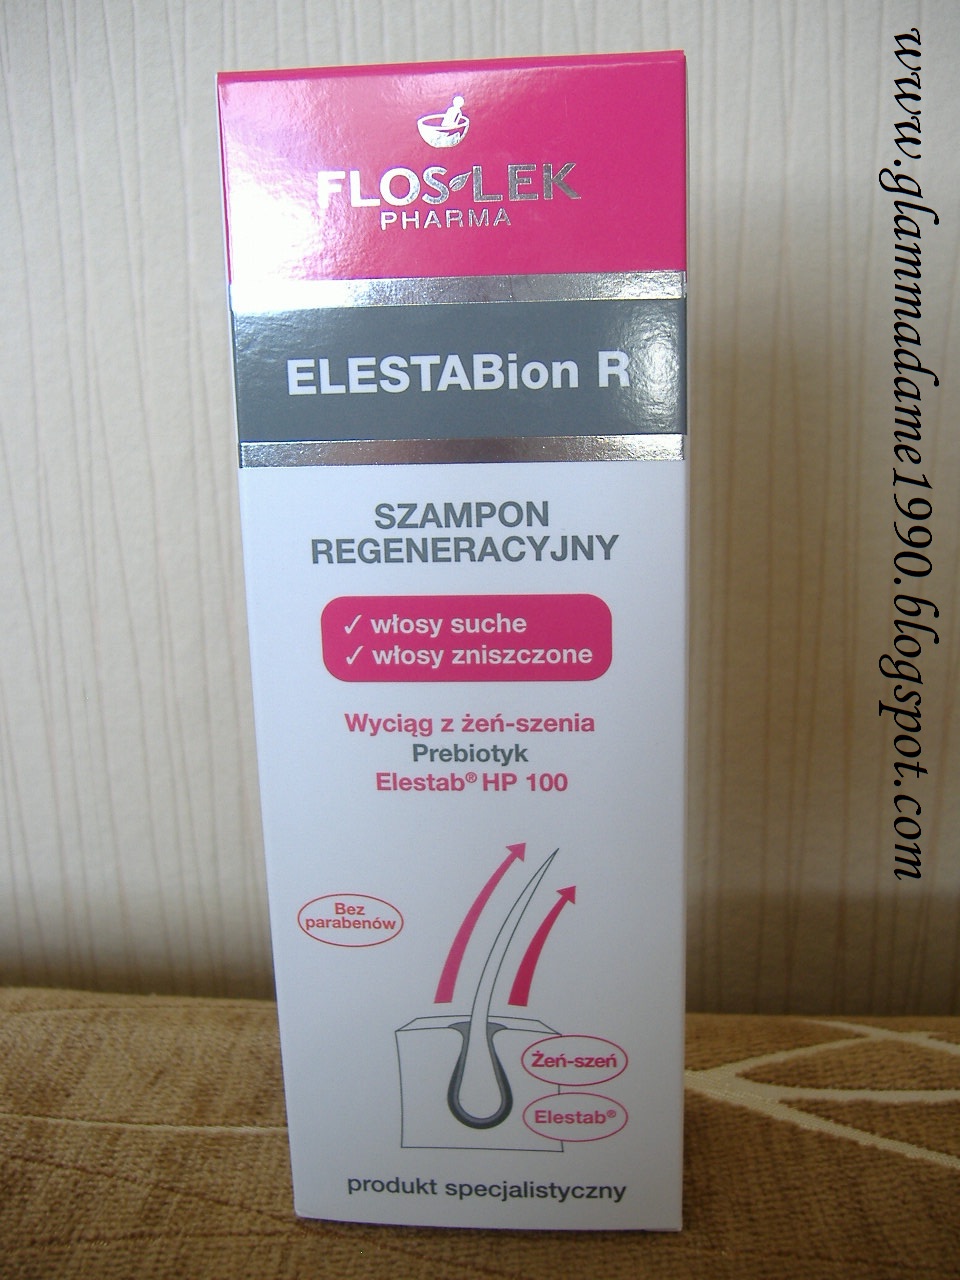 FLOS-LEK
PHARMA
ELESTABion R
SZAMPON
REGENERACYJNY
✓ włosy suche
✓ włosy zniszczone
Wyciąg z żeń-szenia
Prebiotyk
Elestab® HP 100
Bez
parabenów
Żeń-szeń
Elestab®
produkt specjalistyczny
www.glammadame1990.blogspot.com